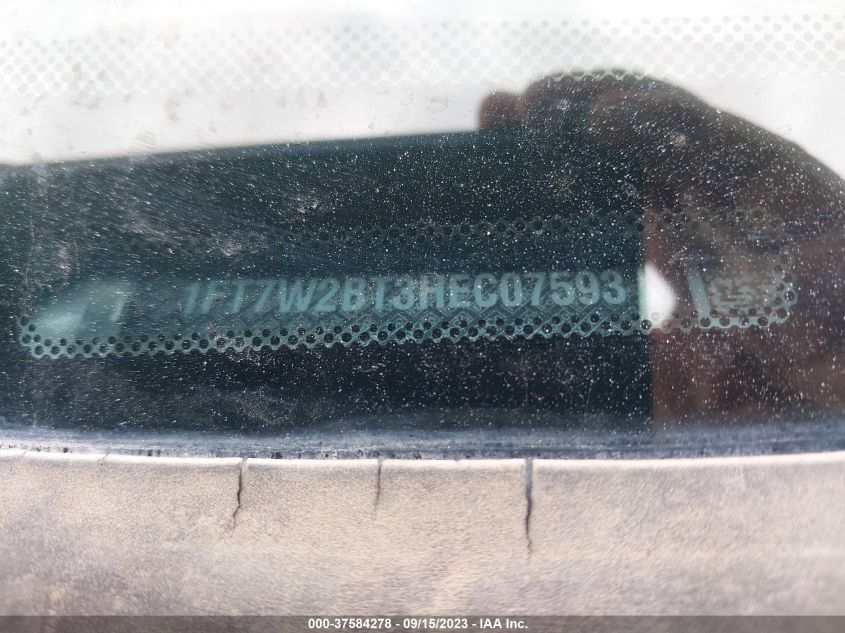 1FT7W2BT3HEC07593
000-37584278 - 09/15/2023 - IAA Inc.